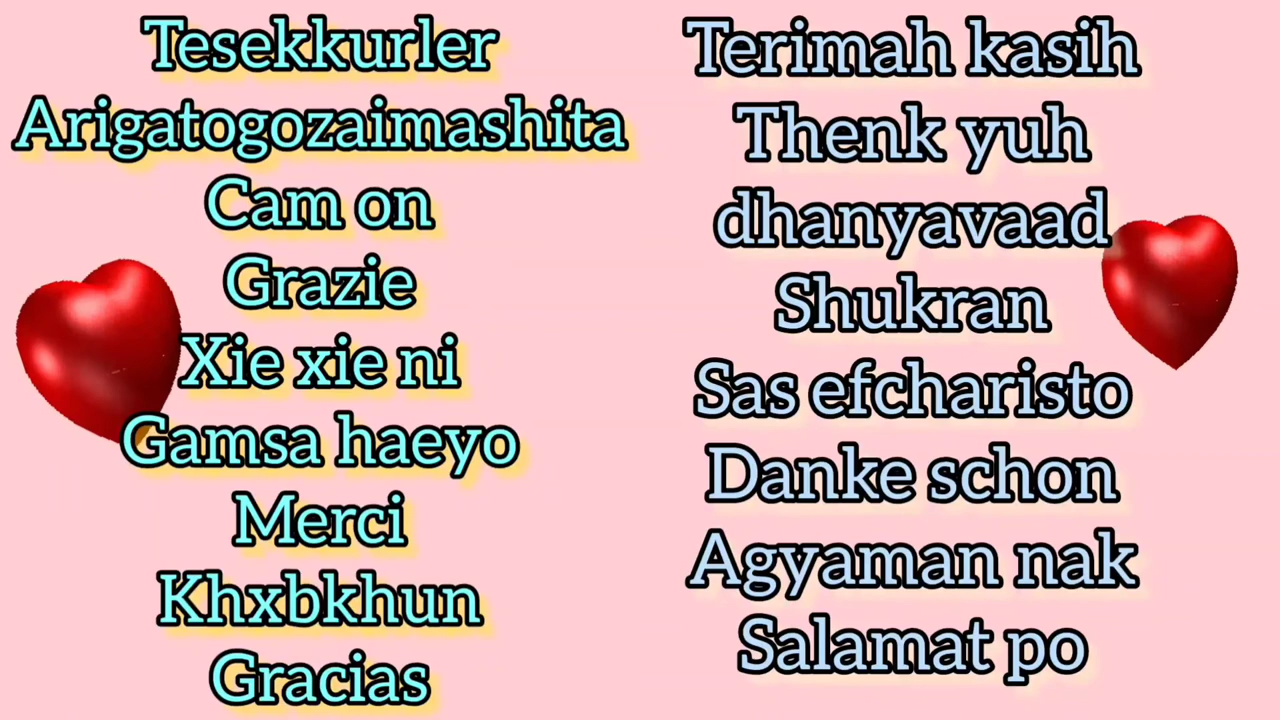 Tesekkurler
Arigatogozaimashita
Cam on
Grazie
Xie xie ni
Gamsa haeyo
Merci
Khxbkhun
Gracias
Terimah kasih
Thenk yuh
dhanyavaad
Shukran
Sas efcharisto
Danke schon
Agyaman nak
Salamat po